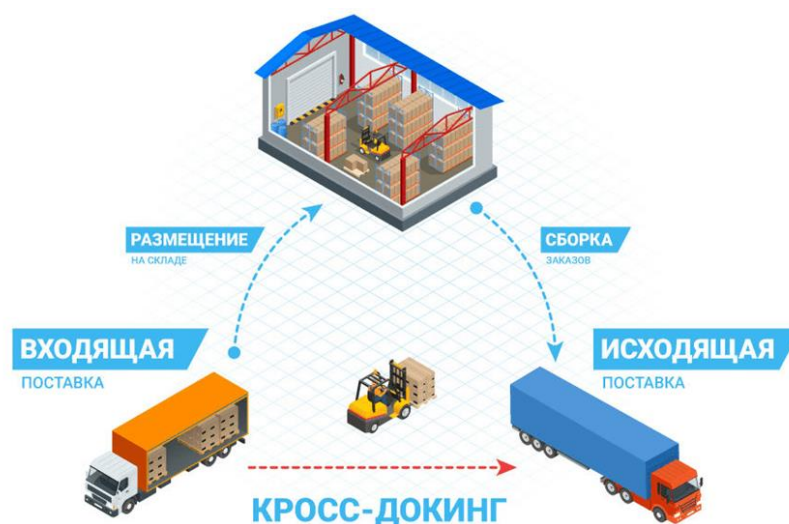 РАЗМЕЩЕНИЕ
НА СКЛАДЕ
СБОРКА
ЗАКАЗОВ
ВХОДЯЩАЯ
ПОСТАВКА
ИСХОДЯЩАЯ
ПОСТАВКА
КРОСС-ДОКИНГ